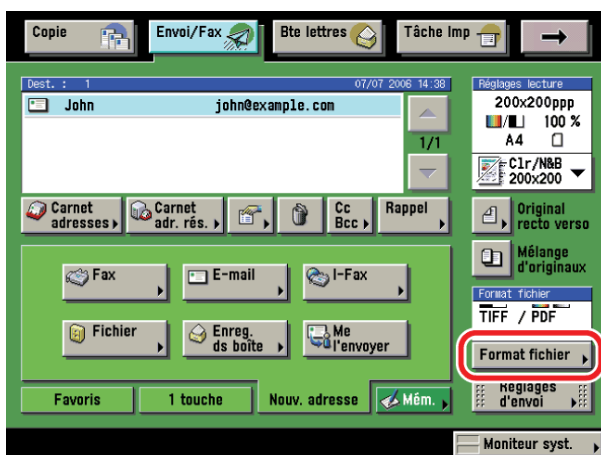 Copie
Envoi/Fax
Bte lettres
Tâche Imp
Dest. : 1
07/07 2006 14:38
John
john@example.com
1/1
Carnet
adresses
Carnet
adr. rés.
Cc
Bcc
Rappel
Fax
E-mail
I-Fax
Fichier
Enreg.
ds boîte
Me
l'envoyer
Favoris
1 touche
Nouv. adresse
Mém.
Réglages lecture
200x200ppp
100 %
A4
Clr/N&B
200x200
Original
recto verso
Mélange
d'originaux
Format fichier
TIFF / PDF
Format fichier
Réglages
d'envoi
Moniteur syst.